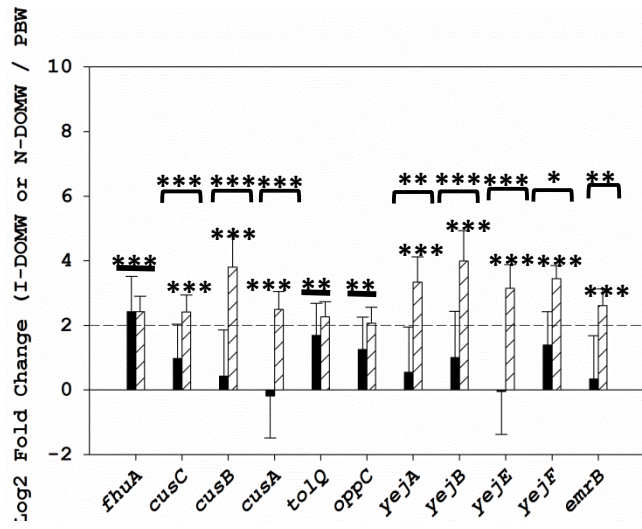 Log2 Fold Change (I-DOMW or N-DOMW / PBW
10
8
6
4
2
0
-2
*** *** *** ** *** *** * **
*** *** *** *** ** ** *** *** *** *** ***
fhuA cusC cusB cusA tolQ oppC yejA yejB yejE yejF emrB